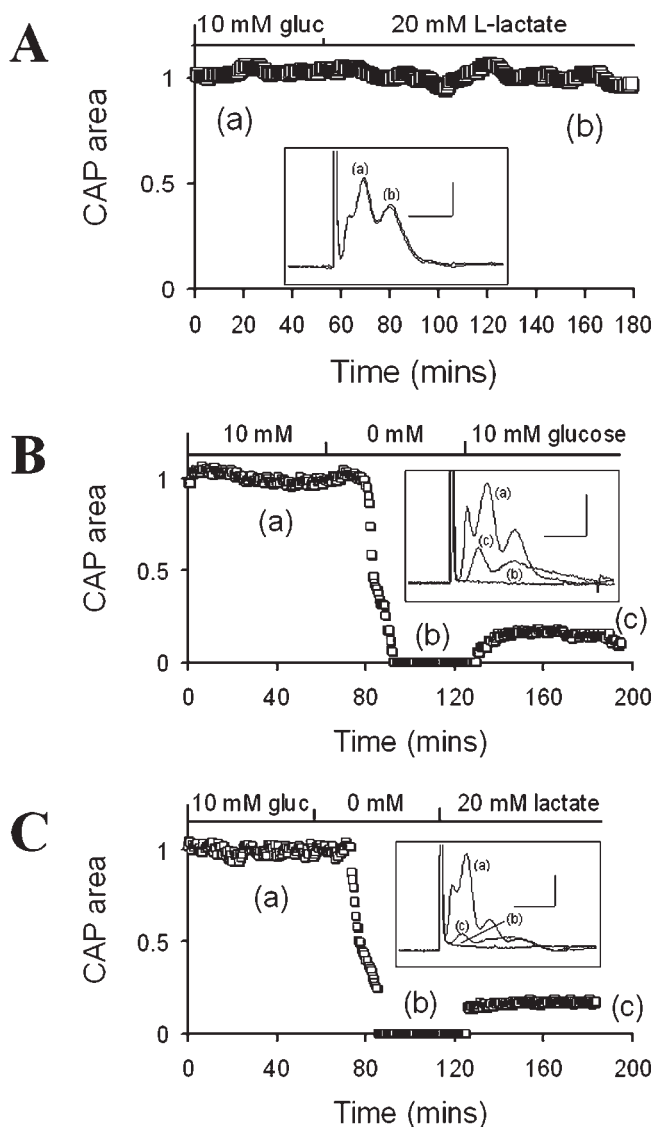 A
10 mM gluc 20 mM L-lactate
CAP area
1
0.5
0
(a)
(b)
(a)
(b)
0 20 40 60 80 100 120 140 160 180
Time (mins)
B
10 mM 0 mM 10 mM glucose
CAP area
1
0.5
0
(a)
(b)
(c)
(a)
(c)
(b)
0 40 80 120 160 200
Time (mins)
C
10 mM gluc 0 mM 20 mM lactate
CAP area
1
0.5
0
(a)
(b)
(c)
(a)
(b)
(c)
0 40 80 120 160 200
Time (mins)